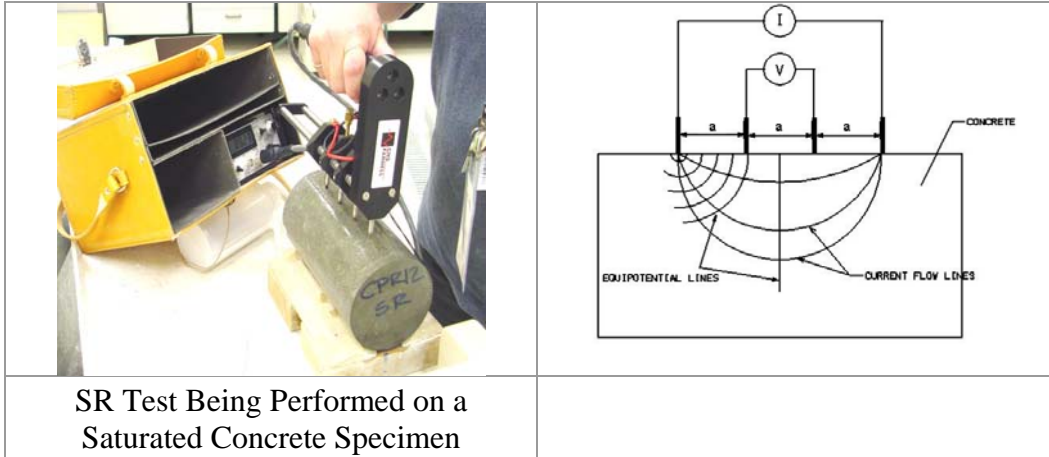 CPR12
SR
I
V
a a a
CONCRETE
EQUIPOTENTIAL LINES
CURRENT FLOW LINES
SR Test Being Performed on a
Saturated Concrete Specimen